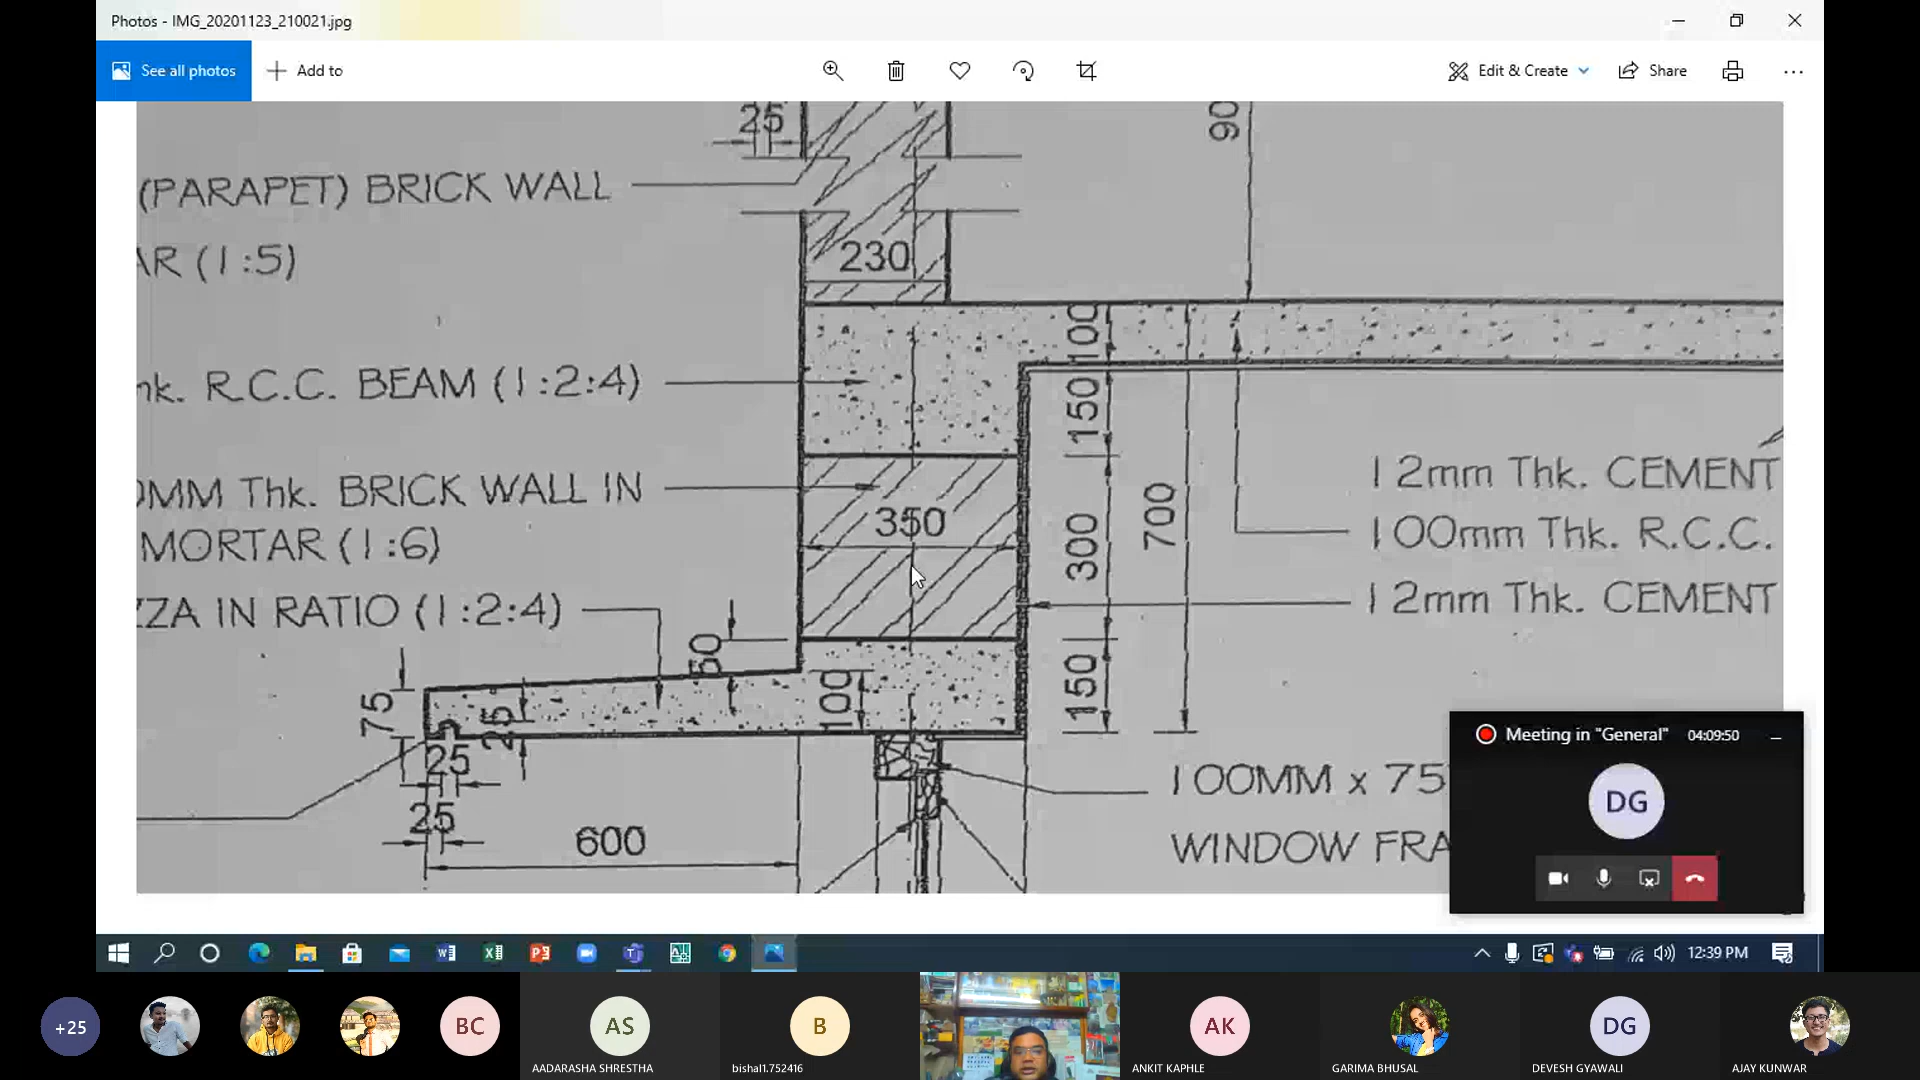 Photos - IMG_20201123_210021.jpg
See all photos
Add to
Edit & Create
Share
25
90
(PARAPET) BRICK WALL
AR (1:5)
230
100
R.C.C. BEAM (1:2:4)
150
12mm Thk. CEMENT
MM Thk. BRICK WALL IN
350
300
700
100mm Thk. R.C.C.
MORTAR (1:6)
12mm Thk. CEMENT
ZZA IN RATIO (1:2:4)
50
150
75
25
100
25
25
600
100MM x 75
WINDOW FRA
Meeting in "General"
04:09:50
DG
12:39 PM
+25
BC
AS
B
AK
DG
AADARASHA SHRESTHA
bishal1.752416
ANKIT KAPHLE
GARIMA BHUSAL
DEVESH GYAWALI
AJAY KUNWAR